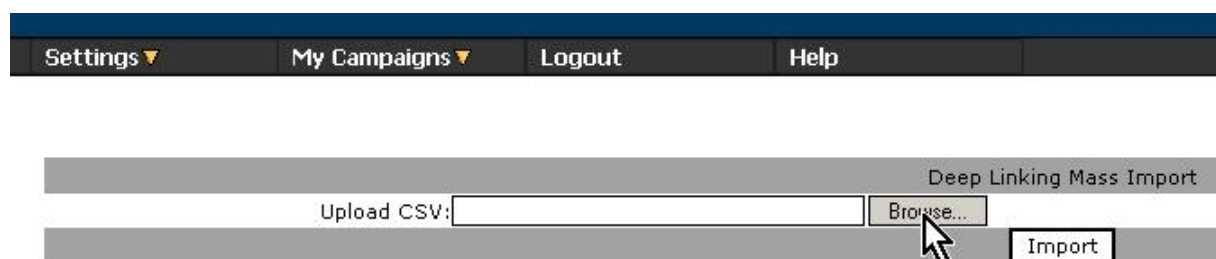 Settings My Campaigns Logout Help
Deep Linking Mass Import
Upload CSV: Browse...
Import